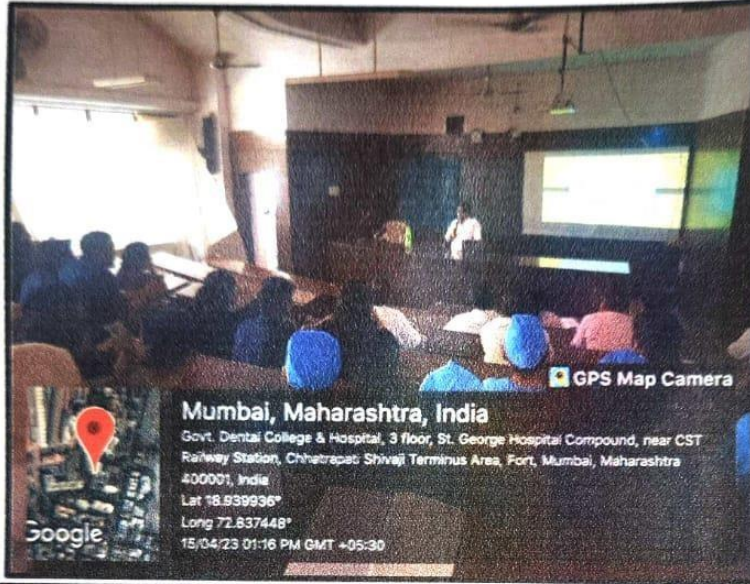 GPS Map Camera
Mumbai, Maharashtra, India
Govt. Dental College & Hospital, 3 floor, St. George Hospital Compound, near CST
Railway Station, Chhatrapati Shivaji Terminus Area, Fort, Mumbai, Maharashtra
400001, India
Lat 18.939936°
Long 72.837448°
15/04/23 01:16 PM GMT +05:30
Google